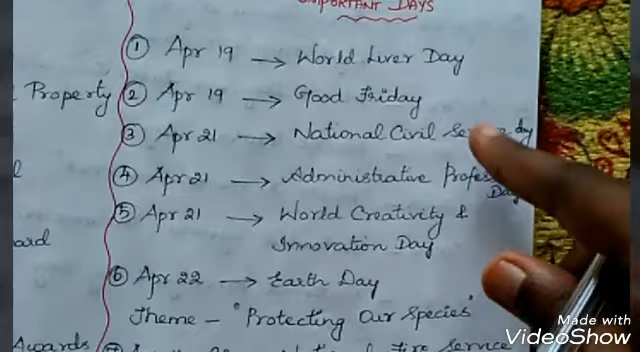 IMPORTANT DAYS
① Apr 19 → World Liver Day
Property ② Apr 19 → Good Friday
③ Apr 21 → National Civil
④ Apr 21 → Administrative
Day
⑤ Apr 21 → World Creativity &
Innovation Day
⑥ Apr 22 → Earth Day
Theme - "Protecting Our Species"
Awards
Made with
VideoShow